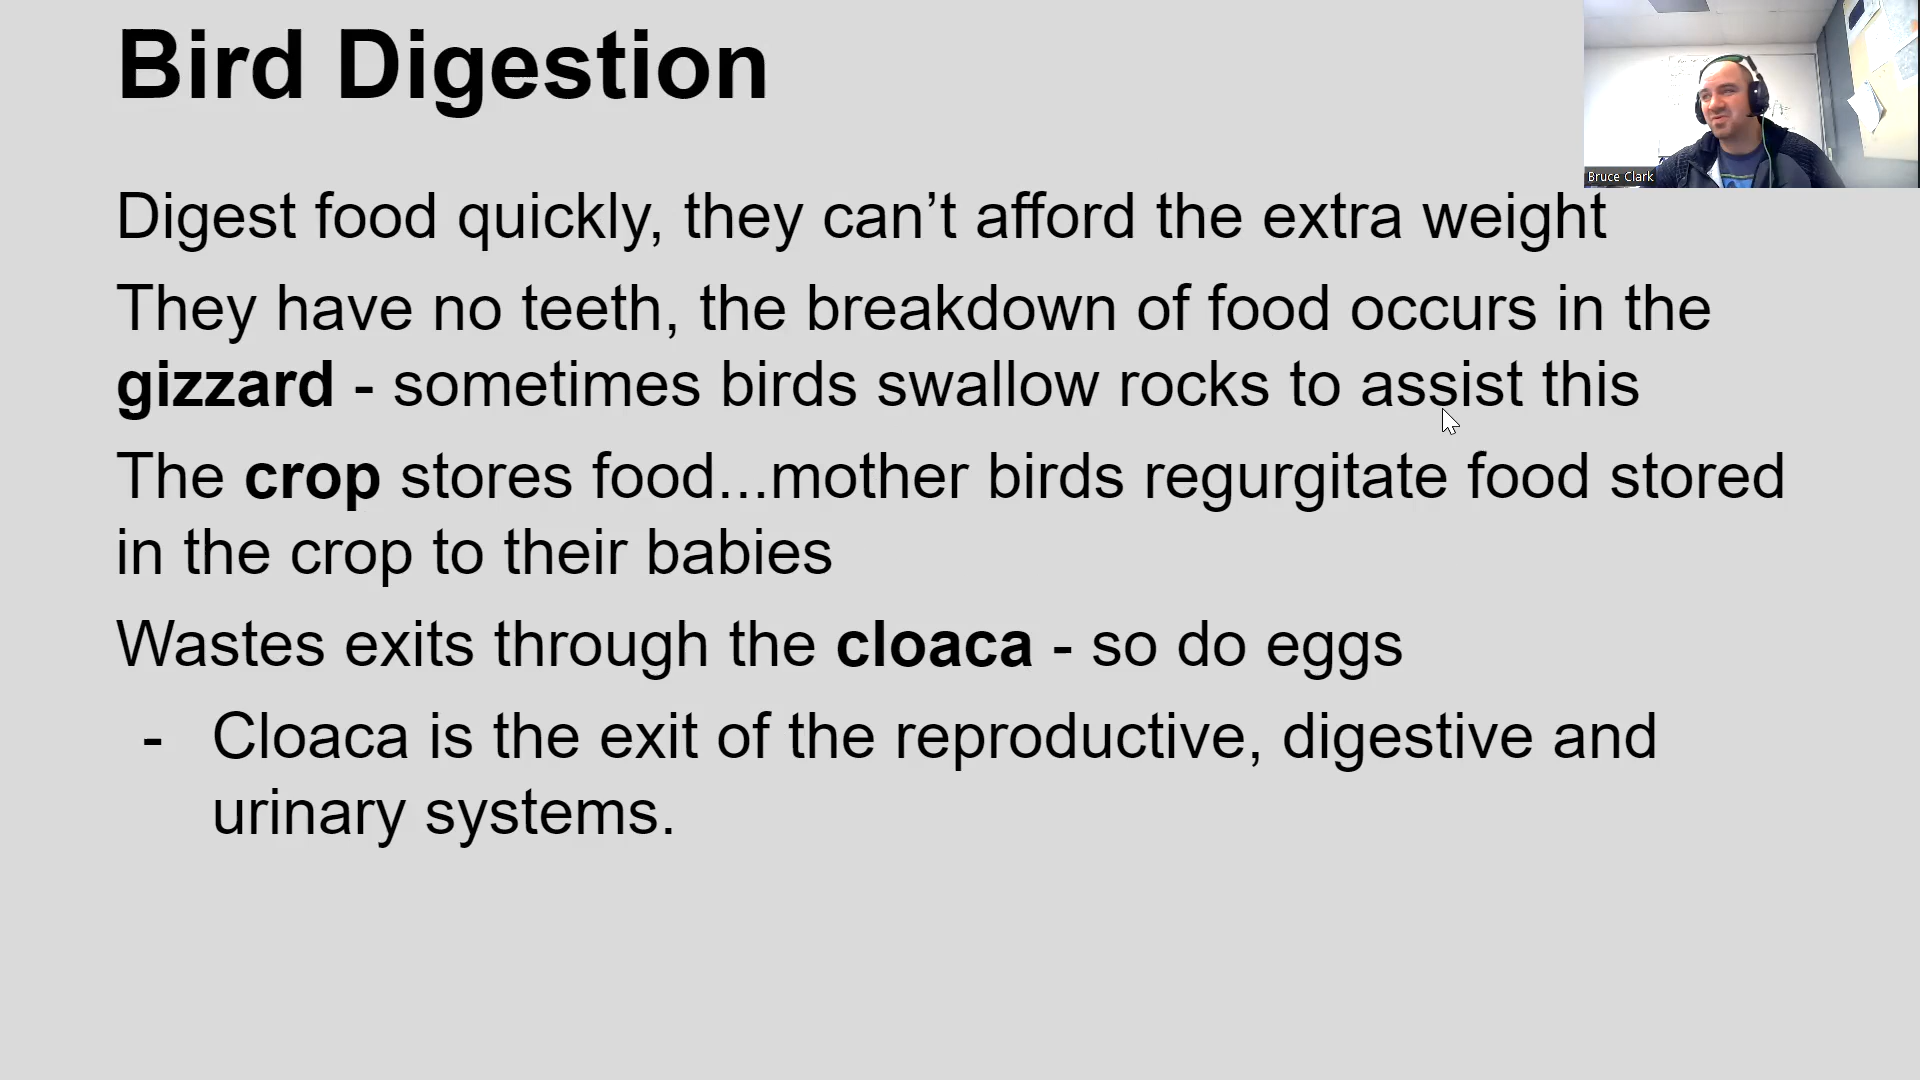 Bird Digestion
Bruce Clark
Digest food quickly, they can’t afford the extra weight
They have no teeth, the breakdown of food occurs in the
gizzard - sometimes birds swallow rocks to assist this
The crop stores food...mother birds regurgitate food stored
in the crop to their babies
Wastes exits through the cloaca - so do eggs
- Cloaca is the exit of the reproductive, digestive and
urinary systems.